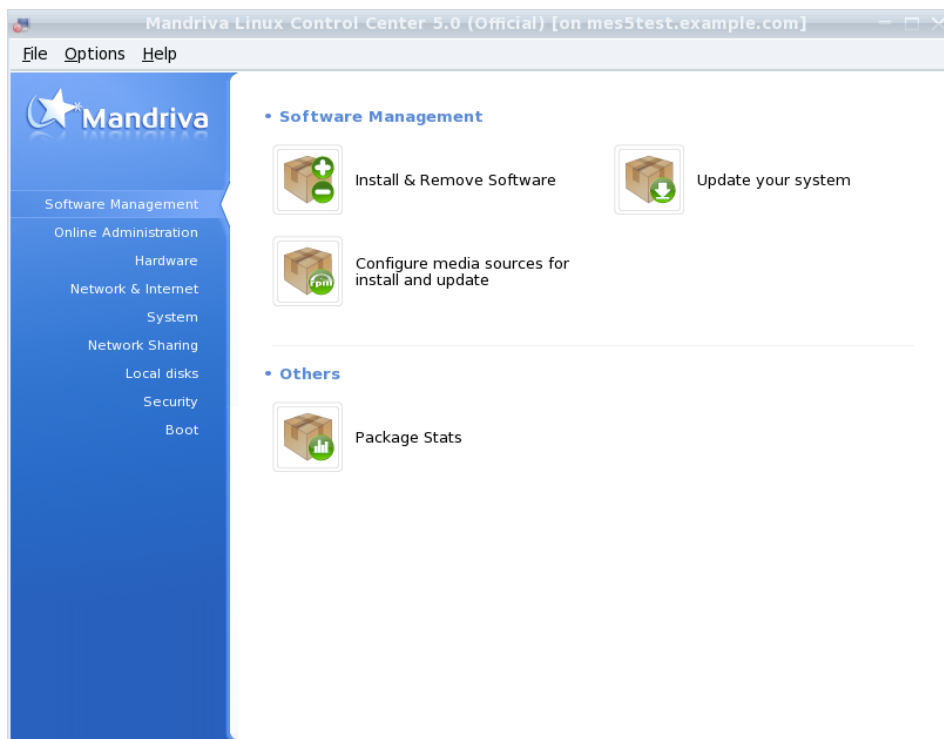 Mandriva Linux Control Center 5.0 (Official) [on mes5test.example.com]
File Options Help
Mandriva
Software Management
Online Administration
Hardware
Network & Internet
System
Network Sharing
Local disks
Security
Boot
• Software Management
Install & Remove Software
Update your system
Configure media sources for
install and update
rpm
• Others
Package Stats